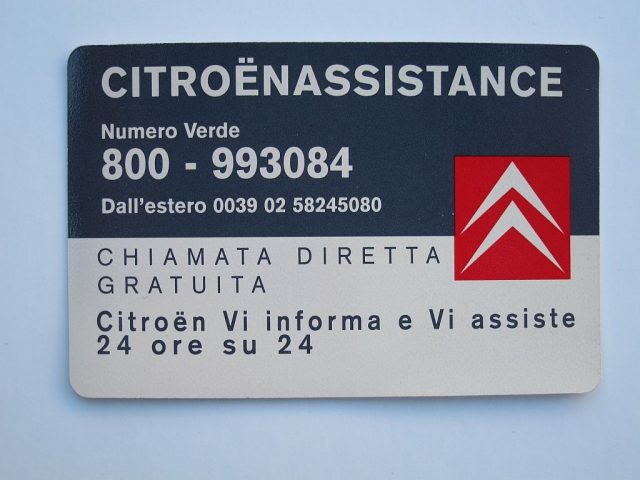 CITROËNASSISTANCE
Numero Verde
800 - 993084
Dall'estero 0039 02 58245080
CHIAMATA DIRETTA
GRATUITA
Citroën Vi informa e Vi assiste
24 ore su 24